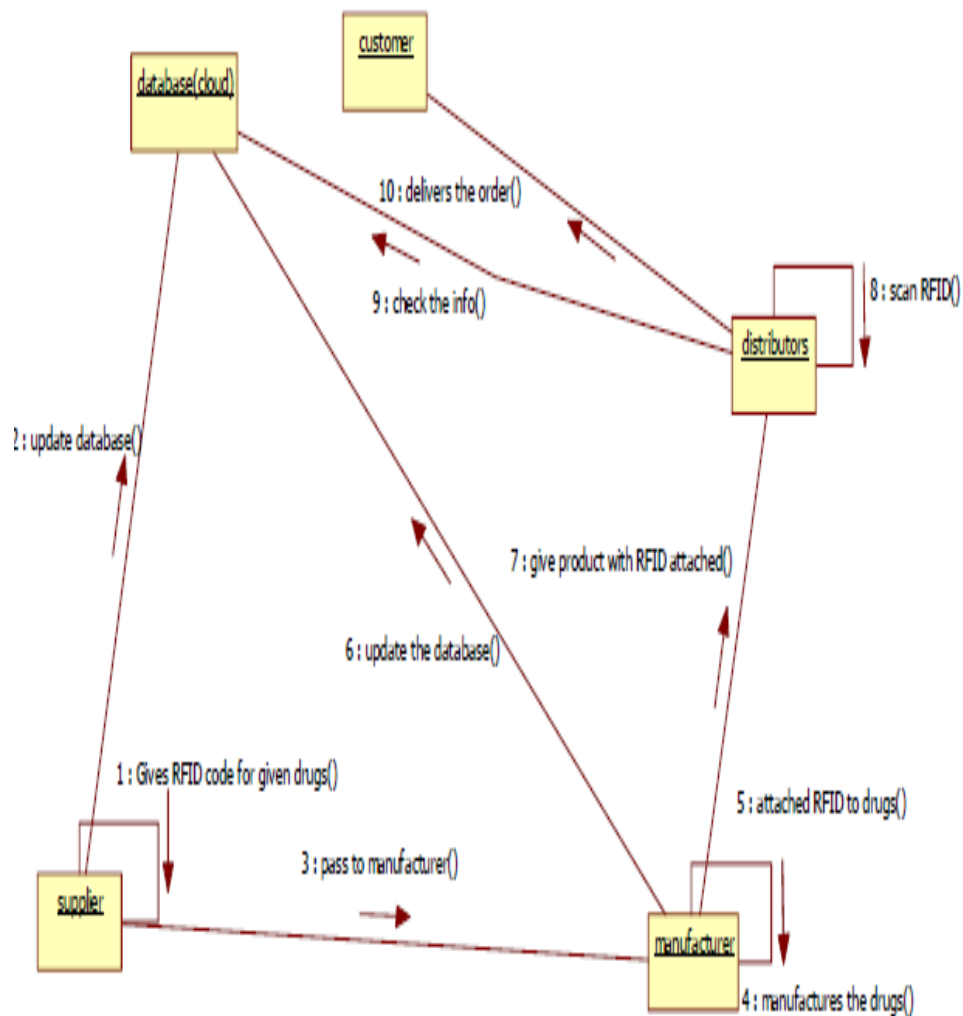 customer
database(cloud)
10 : delivers the order()
9 : check the info()
8 : scan RFID()
distributors
2 : update database()
7 : give product with RFID attached()
6 : update the database()
1 : Gives RFID code for given drugs()
5 : attached RFID to drugs()
3 : pass to manufacturer()
supplier
manufacturer
4 : manufactures the drugs()